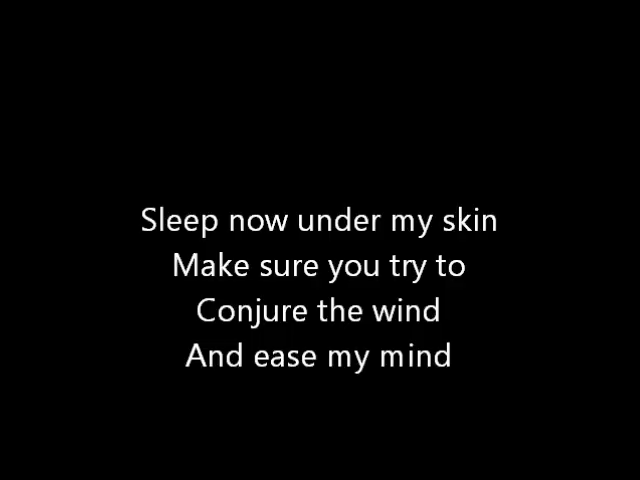 Sleep now under my skin
Make sure you try to
Conjure the wind
And ease my mind